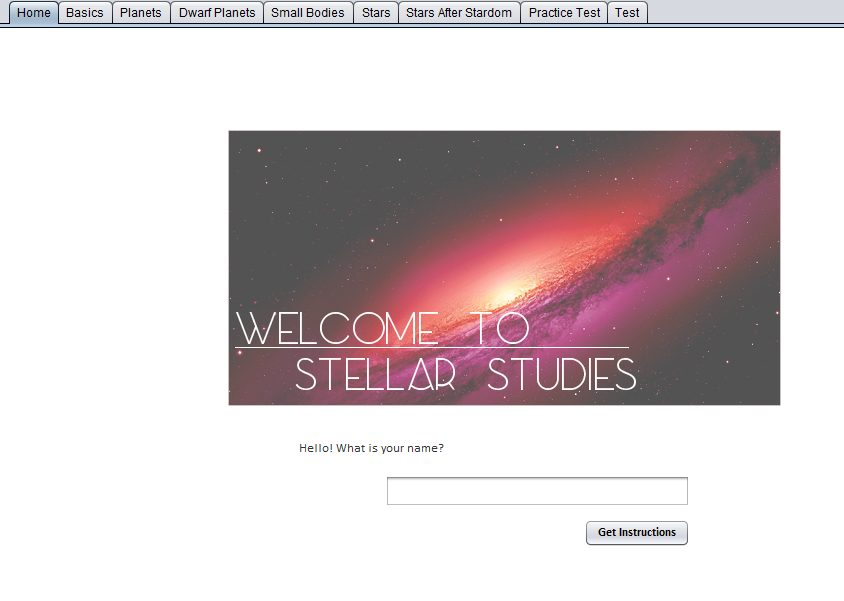 Home Basics Planets Dwarf Planets Small Bodies Stars Stars After Stardom Practice Test Test
WELCOME TO
STELLAR STUDIES
Hello! What is your name?
Get Instructions